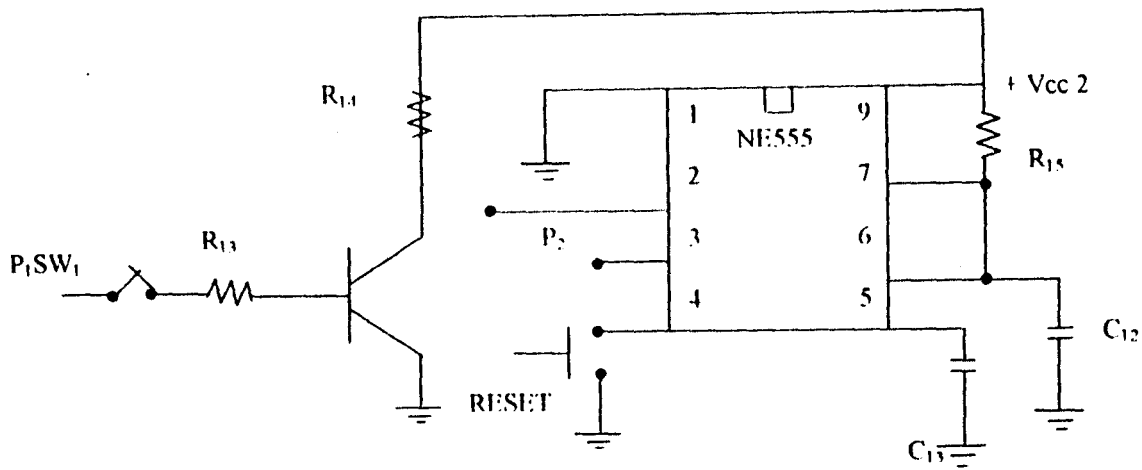 R14
+ Vcc 2
1 9
NE555
R15
2 7
P2
3 6
R13
P1SW1
4 5
C12
RESET
C13